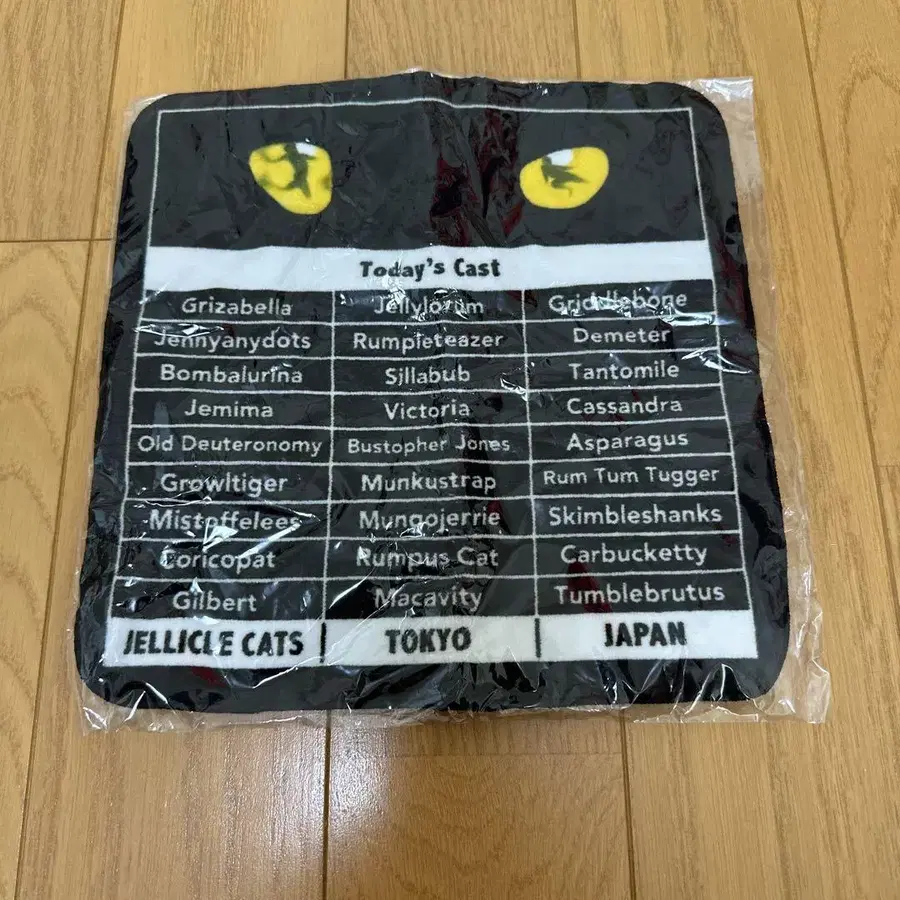 Today's Cast
Grizabella Jellylorum Griddlebone
Jennyanydots Rumpleteazer Demeter
Bombalurina Sillabub Tantomile
Jemima Victoria Cassandra
Old Deuteronomy Bustopher Jones Asparagus
Growltiger Munkustrap Rum Tum Tugger
Mistoffelees Mungojerrie Skimbleshanks
Coricopat Rumpus Cat Carbucketty
Gilbert Macavity Tumblebrutus
JELLICLE CATS | TOKYO | JAPAN